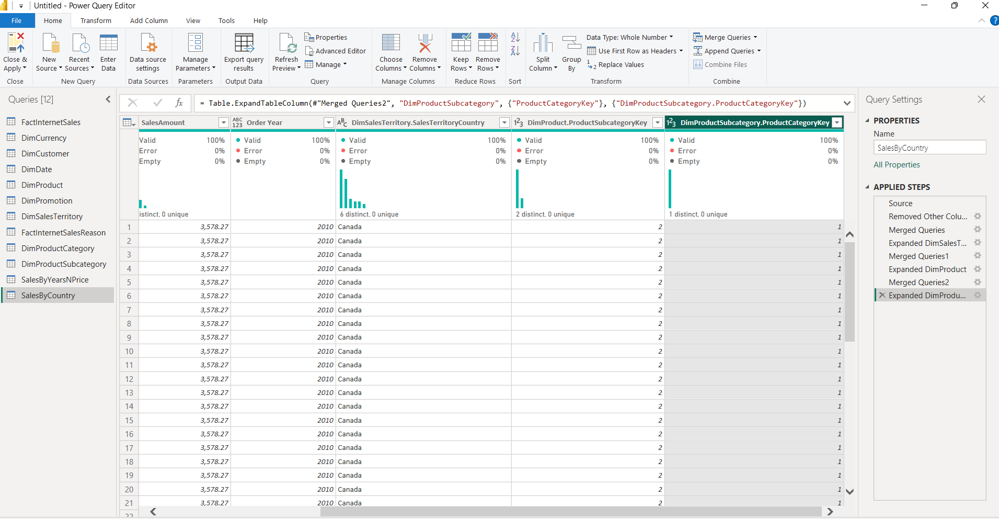 Untitled - Power Query Editor
File Home Transform Add Column View Tools Help
?
Close & Apply
Close
New Source
Recent Sources
Enter Data
New Query
Data source settings
Data Sources
Manage Parameters
Parameters
Export query results
Output Data
Refresh Preview
Properties
Advanced Editor
Manage
Query
Choose Columns
Remove Columns
Manage Columns
Keep Rows
Remove Rows
Reduce Rows
Sort
Split Column
Group By
Data Type: Whole Number
Use First Row as Headers
Replace Values
Transform
Merge Queries
Append Queries
Combine Files
Combine
Queries [12]
FactInternetSales
DimCurrency
DimCustomer
DimDate
DimProduct
DimPromotion
DimSalesTerritory
FactInternetSalesReason
DimProductCategory
DimProductSubcategory
SalesByYearsNPrice
SalesByCountry
fx
= Table.ExpandTableColumn(#"Merged Queries2", "DimProductSubcategory", {"ProductCategoryKey"}, {"DimProductSubcategory.ProductCategoryKey"})
SalesAmount ABC 123 Order Year ABC DimSalesTerritory.SalesTerritoryCountry 123 DimProduct.ProductSubcategoryKey 123 DimProductSubcategory.ProductCategoryKey
Valid 100% Valid 100% Valid 100% Valid 100% Valid 100%
Error 0% Error 0% Error 0% Error 0% Error 0%
Empty 0% Empty 0% Empty 0% Empty 0% Empty 0%
istinct, 0 unique 6 distinct, 0 unique 2 distinct, 0 unique 1 distinct, 0 unique
1 3,578.27 2010 Canada 2 1
2 3,578.27 2010 Canada 2 1
3 3,578.27 2010 Canada 2 1
4 3,578.27 2010 Canada 2 1
5 3,578.27 2010 Canada 2 1
6 3,578.27 2010 Canada 2 1
7 3,578.27 2010 Canada 2 1
8 3,578.27 2010 Canada 2 1
9 3,578.27 2010 Canada 2 1
10 3,578.27 2010 Canada 2 1
11 3,578.27 2010 Canada 2 1
12 3,578.27 2010 Canada 2 1
13 3,578.27 2010 Canada 2 1
14 3,578.27 2010 Canada 2 1
15 3,578.27 2010 Canada 2 1
16 3,578.27 2010 Canada 2 1
17 3,578.27 2010 Canada 2 1
18 3,578.27 2010 Canada 2 1
19 3,578.27 2010 Canada 2 1
20 3,578.27 2010 Canada 2 1
21 3,578.27 2010 Canada 2 1
22
Query Settings
PROPERTIES
Name
SalesByCountry
All Properties
APPLIED STEPS
Source
Removed Other Colu...
Merged Queries
Expanded DimSalesT...
Merged Queries1
Expanded DimProduct
Merged Queries2
Expanded DimProdu...